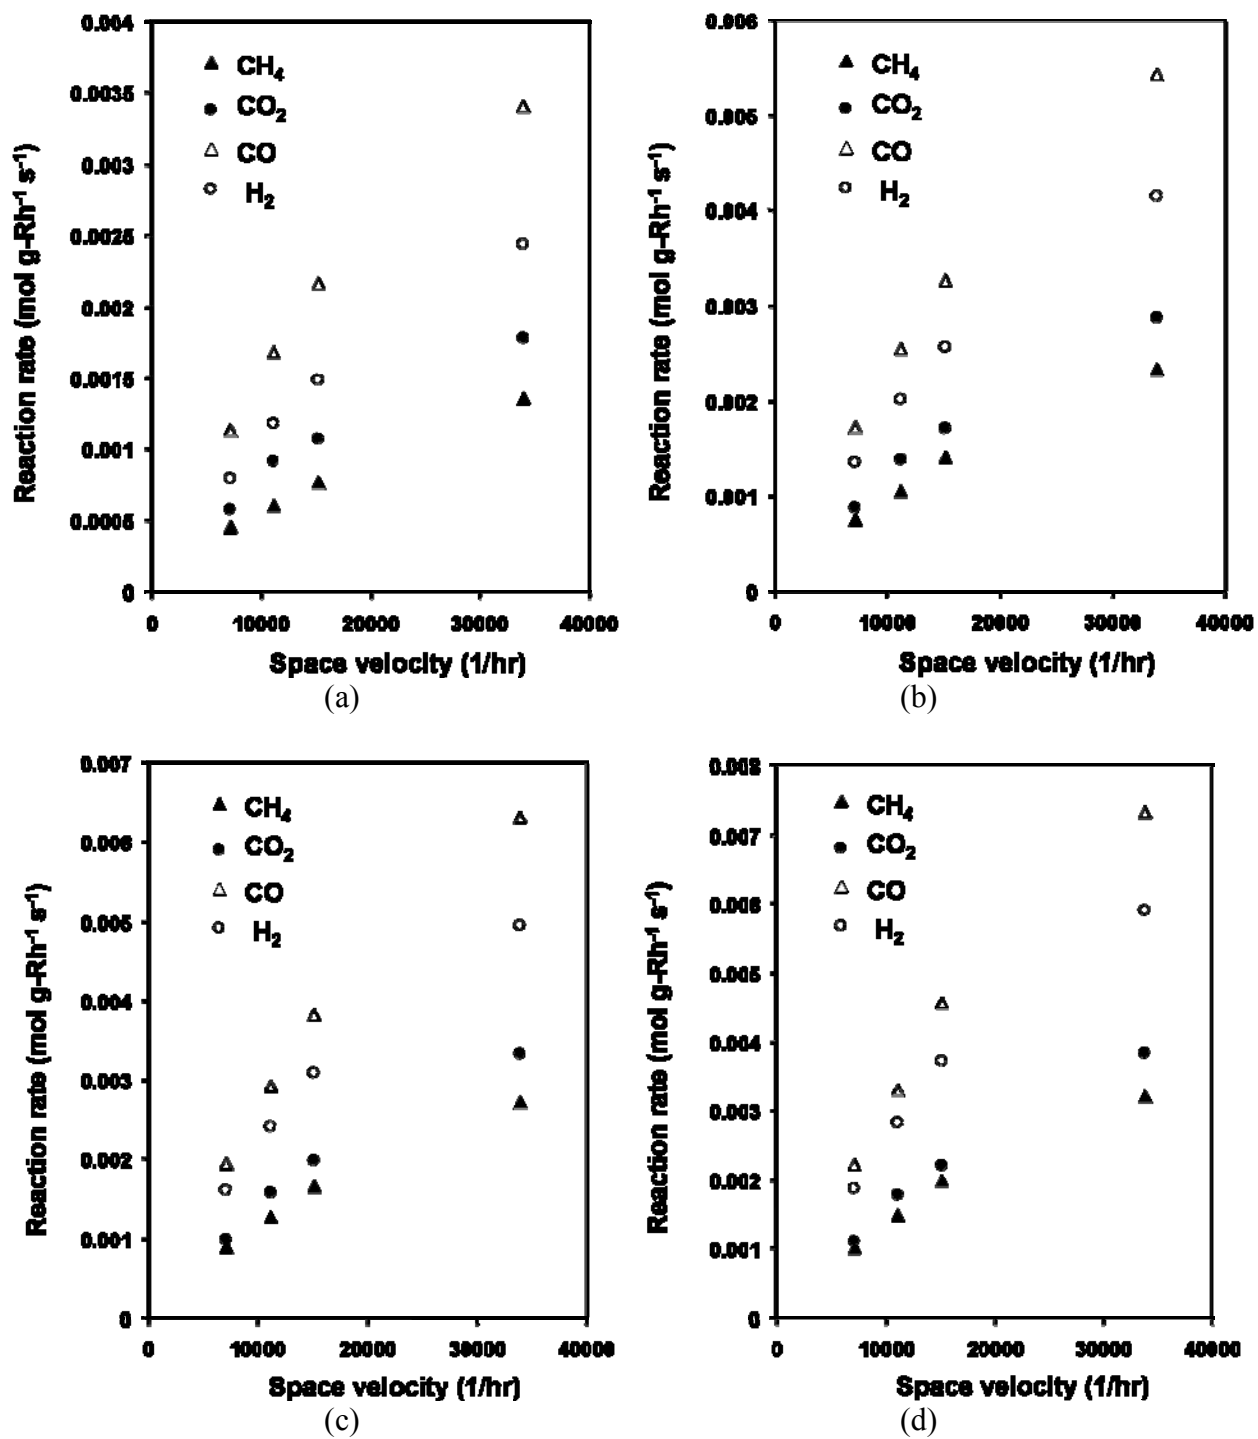 0.004
0.0035
0.003
0.0025
0.002
0.0015
0.001
0.0005
0
CH4
CO2
CO
H2
Reaction rate (mol g-Rh-1 s-1)
0 10000 20000 30000 40000
Space velocity (1/hr)
(a)
0.006
0.005
0.004
0.003
0.002
0.001
0
CH4
CO2
CO
H2
Reaction rate (mol g-Rh-1 s-1)
0 10000 20000 30000 40000
Space velocity (1/hr)
(b)
0.007
0.006
0.005
0.004
0.003
0.002
0.001
0
CH4
CO2
CO
H2
Reaction rate (mol g-Rh-1 s-1)
0 10000 20000 30000 40000
Space velocity (1/hr)
(c)
0.008
0.007
0.006
0.005
0.004
0.003
0.002
0.001
0
CH4
CO2
CO
H2
Reaction rate (mol g-Rh-1 s-1)
0 10000 20000 30000 40000
Space velocity (1/hr)
(d)